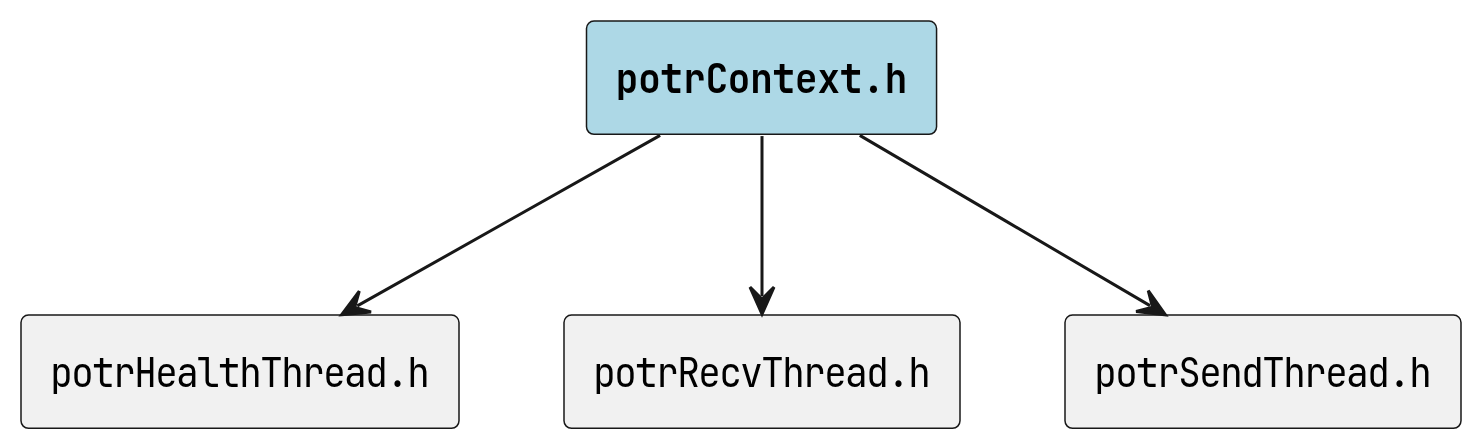 potrContext.h
potrHealthThread.h
potrRecvThread.h
potrSendThread.h